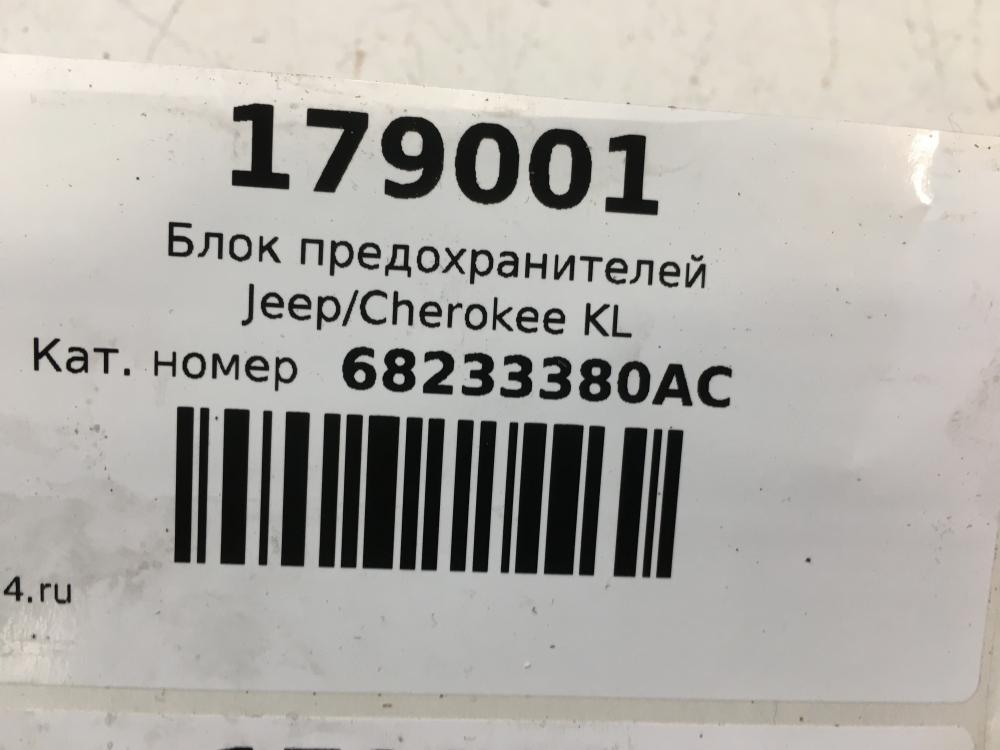 179001
Блок предохранителей
Jeep/Cherokee KL
Кат. номер 68233380AC
4.ru